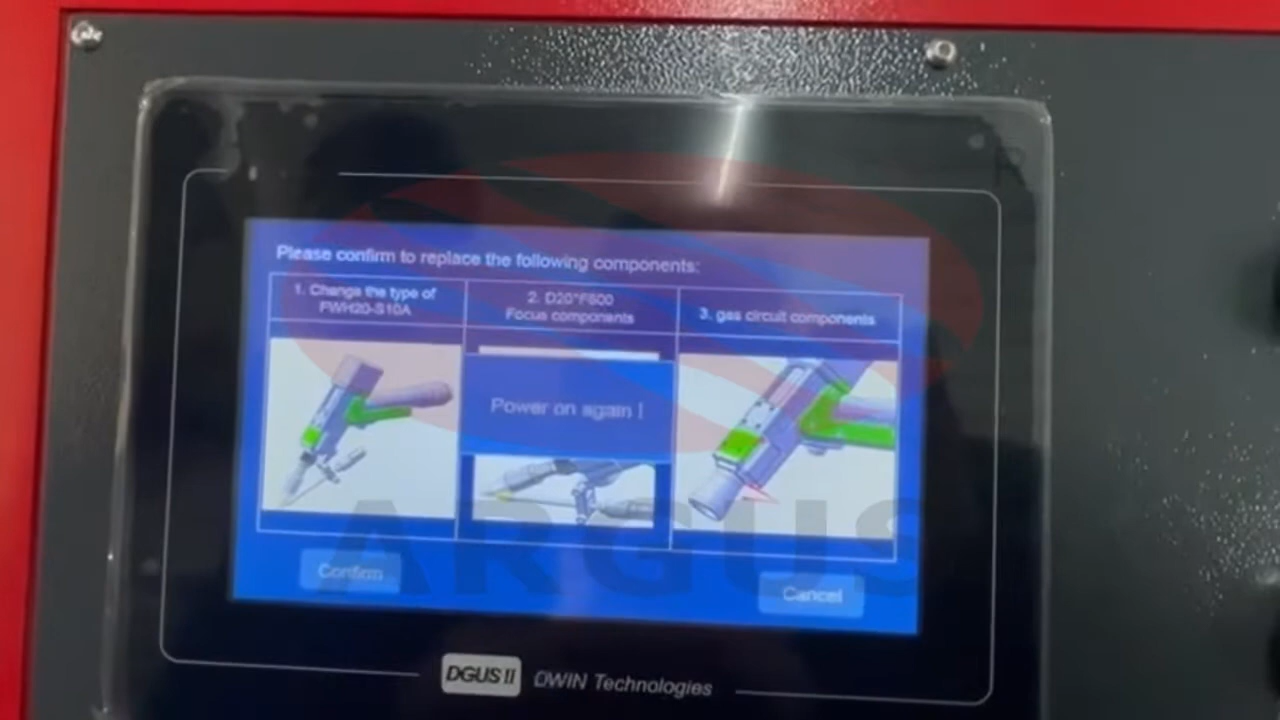 Please confirm to replace the following components:
1. Change the type of
FWH20-S10A
2. D20*F600
Focus components
3. gas circuit components
Power on again !
Confirm
Cancel
ARGUS
DGUS II
DWIN Technologies